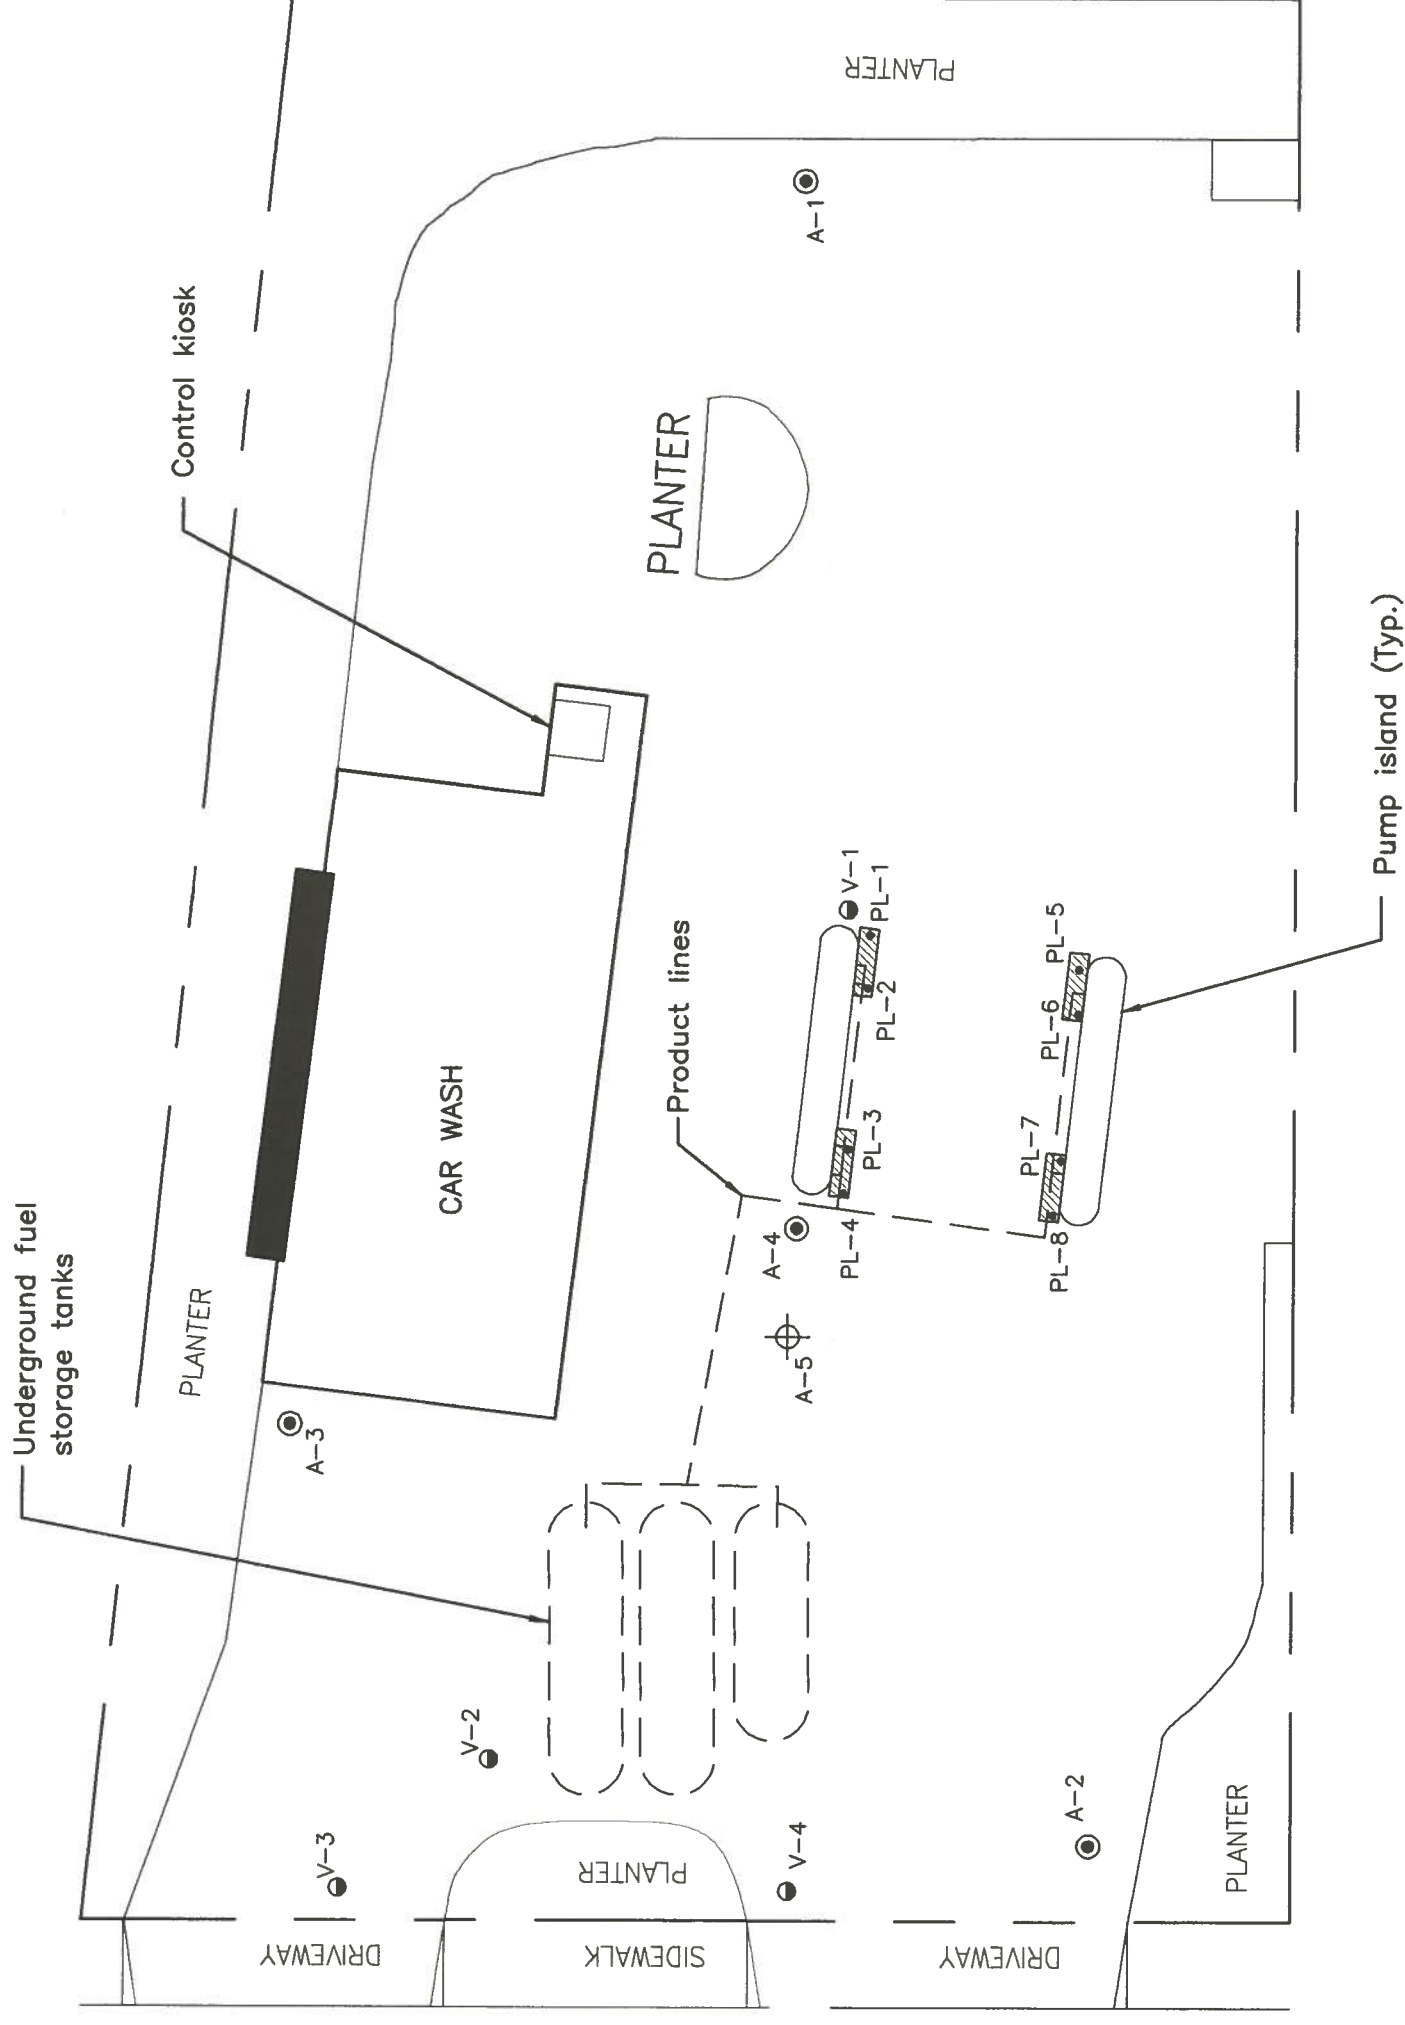 Underground fuel
storage tanks
Control kiosk
PLANTER
PLANTER
PLANTER
CAR WASH
Product lines
A-1
A-3
A-4
A-5
V-1
PL-1
PL-2
PL-3
PL-4
PL-5
PL-6
PL-7
PL-8
Pump island (Typ.)
V-2
V-3
V-4
A-2
PLANTER
PLANTER
DRIVEWAY
SIDEWALK
DRIVEWAY